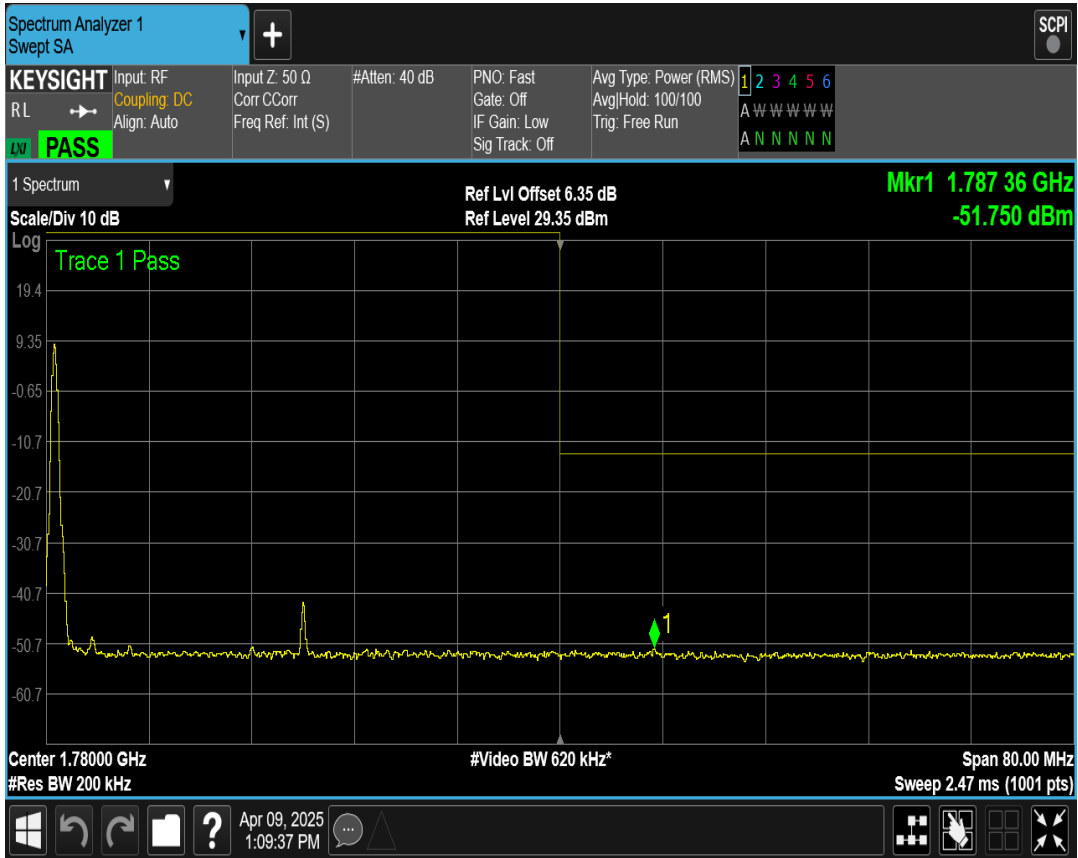 Spectrum Analyzer 1
Swept SA
SCPI
KEYSIGHT
RL
LXI
PASS
Input: RF
Coupling: DC
Align: Auto
Input Z: 50 Ω
Corr CCorr
Freq Ref: Int (S)
#Atten: 40 dB
PNO: Fast
Gate: Off
IF Gain: Low
Sig Track: Off
Avg Type: Power (RMS)
Avg|Hold: 100/100
Trig: Free Run
1 2 3 4 5 6
A W W W W W
A N N N N N
1 Spectrum
Scale/Div 10 dB
Ref Lvl Offset 6.35 dB
Ref Level 29.35 dBm
Mkr1 1.787 36 GHz
-51.750 dBm
Log
Trace 1 Pass
19.4
9.35
-0.65
-10.7
-20.7
-30.7
-40.7
-50.7
-60.7
1
Center 1.78000 GHz
#Video BW 620 kHz*
Span 80.00 MHz
#Res BW 200 kHz
Sweep 2.47 ms (1001 pts)
Apr 09, 2025
1:09:37 PM